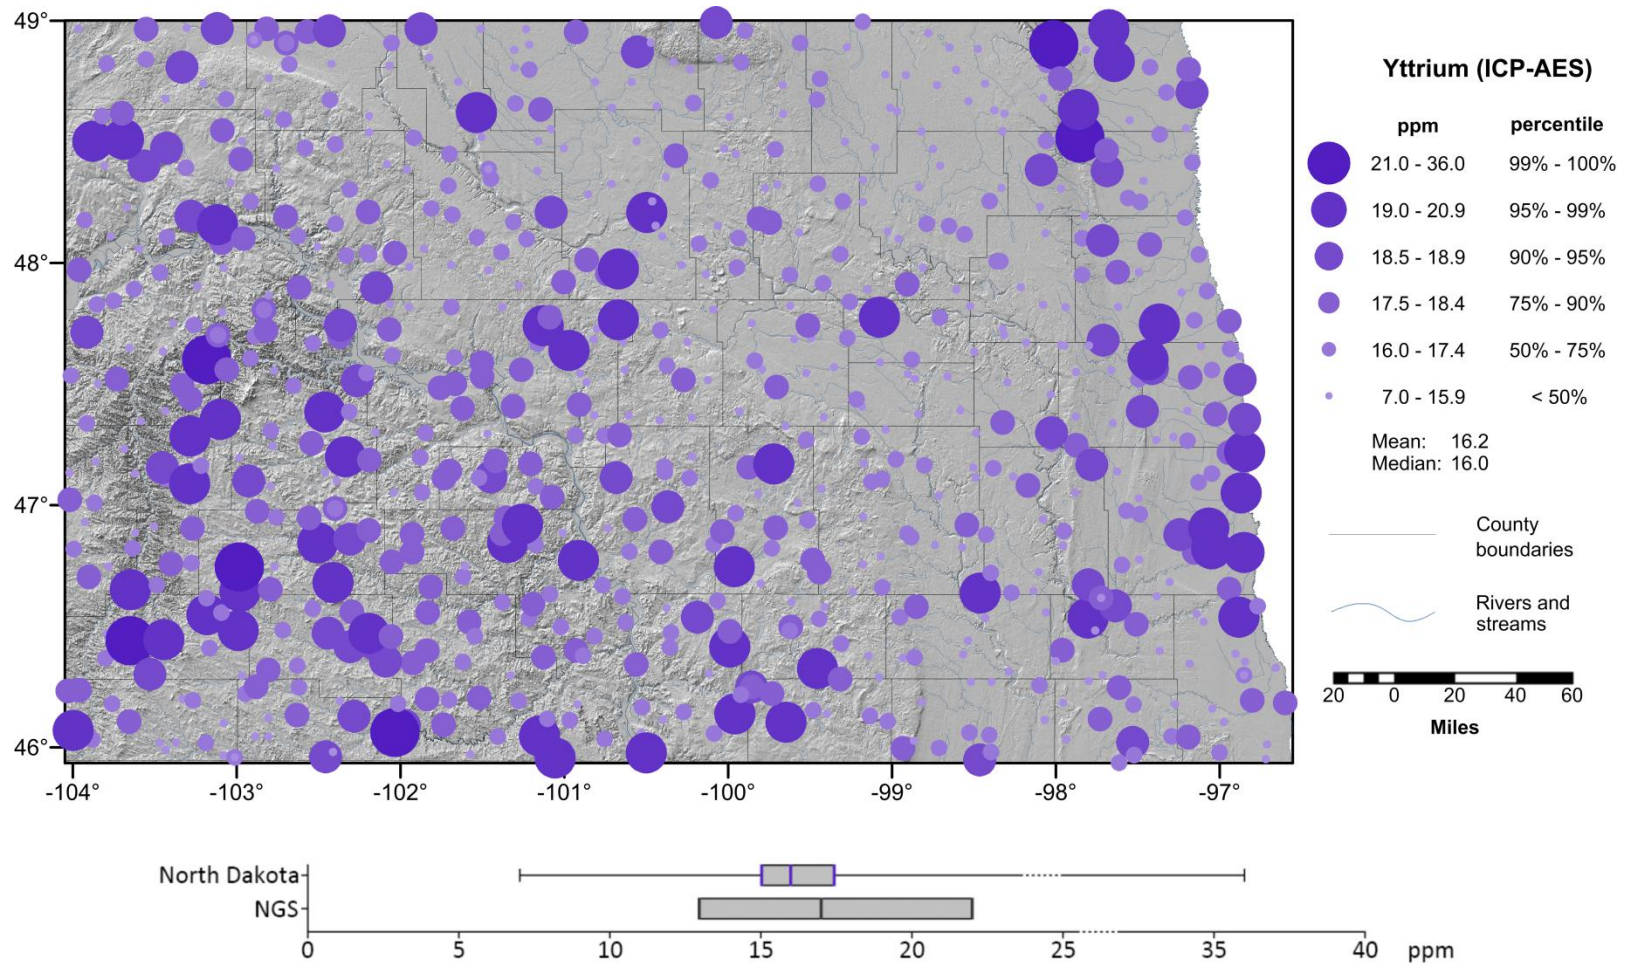 49°
48°
47°
46°
-104°
-103°
-102°
-101°
-100°
-99°
-98°
-97°
Yttrium (ICP-AES)
ppm percentile
21.0 - 36.0 99% - 100%
19.0 - 20.9 95% - 99%
18.5 - 18.9 90% - 95%
17.5 - 18.4 75% - 90%
16.0 - 17.4 50% - 75%
7.0 - 15.9 < 50%
Mean: 16.2
Median: 16.0
County
boundaries
Rivers and
streams
20 0 20 40 60
Miles
North Dakota
NGS
0 5 10 15 20 25 35 40 ppm